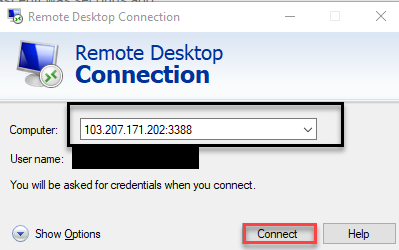 Remote Desktop Connection
Remote Desktop
Connection
Computer:
103.207.171.202:3388
User name:
You will be asked for credentials when you connect.
Show Options
Connect
Help